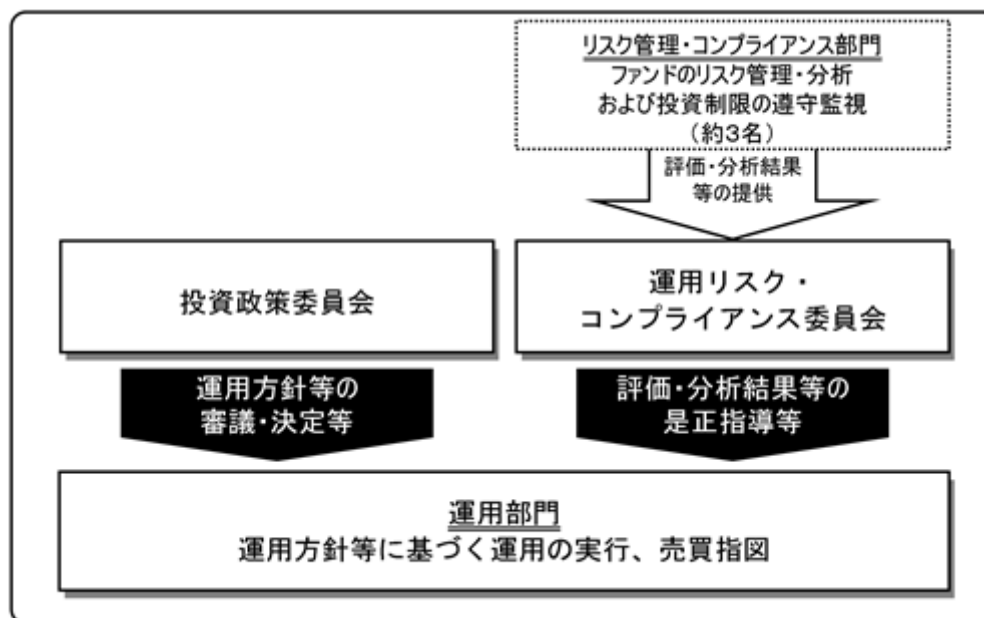 リスク管理・コンプライアンス部門
ファンドのリスク管理・分析
および投資制限の遵守監視
（約３名）
評価・分析結果
等の提供
投資政策委員会
運用リスク・
コンプライアンス委員会
運用方針等の
審議・決定等
評価・分析結果等の
是正指導等
運用部門
運用方針等に基づく運用の実行、売買指図